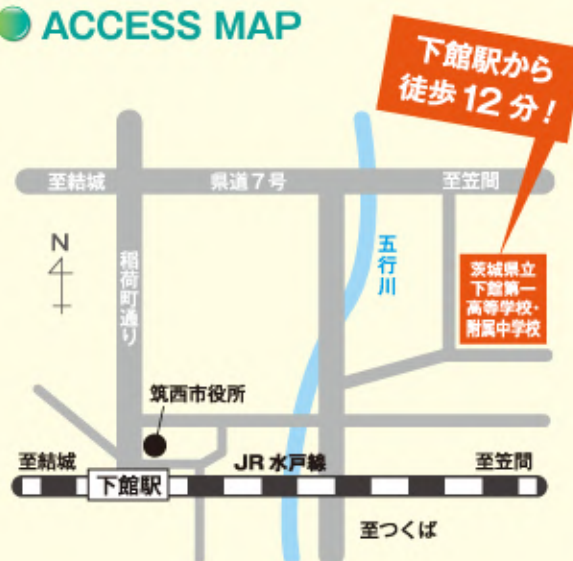 ACCESS MAP
下館駅から
徒歩12分！
至結城
県道7号
至笠間
N
稲荷町通り
五行川
茨城県立
下館第一
高等学校・
附属中学校
筑西市役所
至結城
JR 水戸線
至笠間
下館駅
至つくば